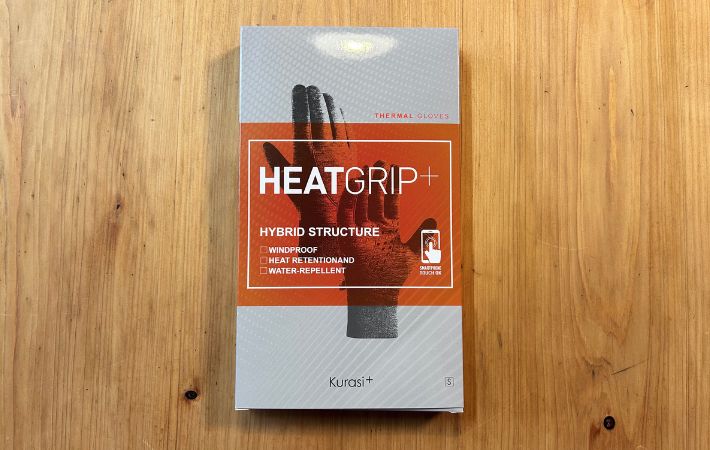 THERMAL GLOVES
HEATGRIP+
HYBRID STRUCTURE
WINDPROOF
HEAT RETENTIONAND
WATER-REPELLENT
SMARTPHONE
TOUCH OK
Kurasi+
S